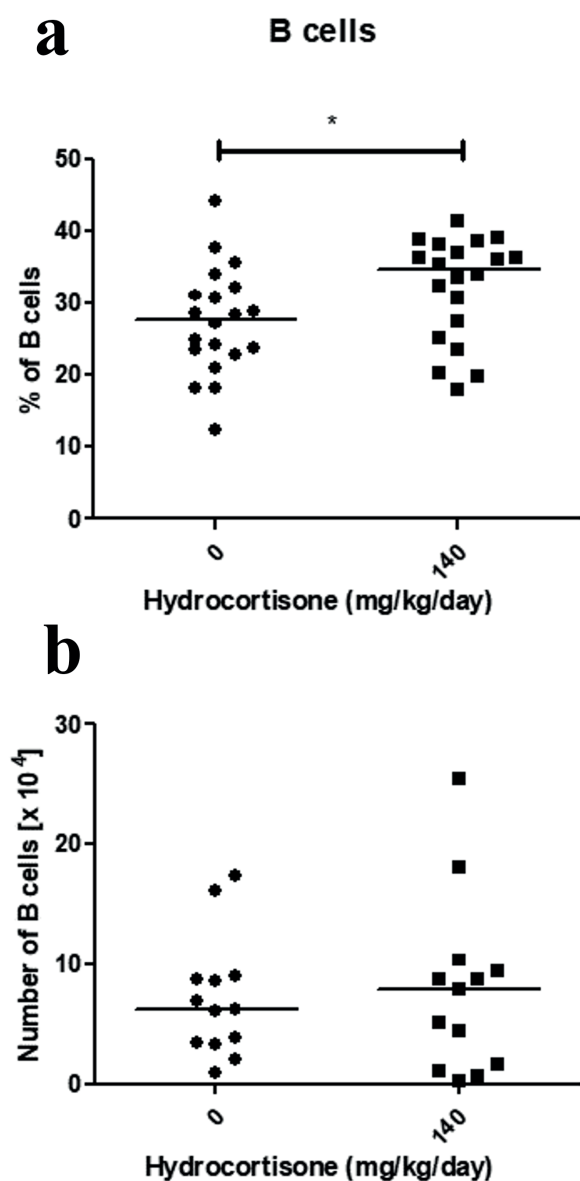 a
B cells
*
50
40
30
20
10
0
% of B cells
0
140
Hydrocortisone (mg/kg/day)
b
30
20
10
0
Number of B cells [x 10⁴]
0
140
Hydrocortisone (mg/kg/day)